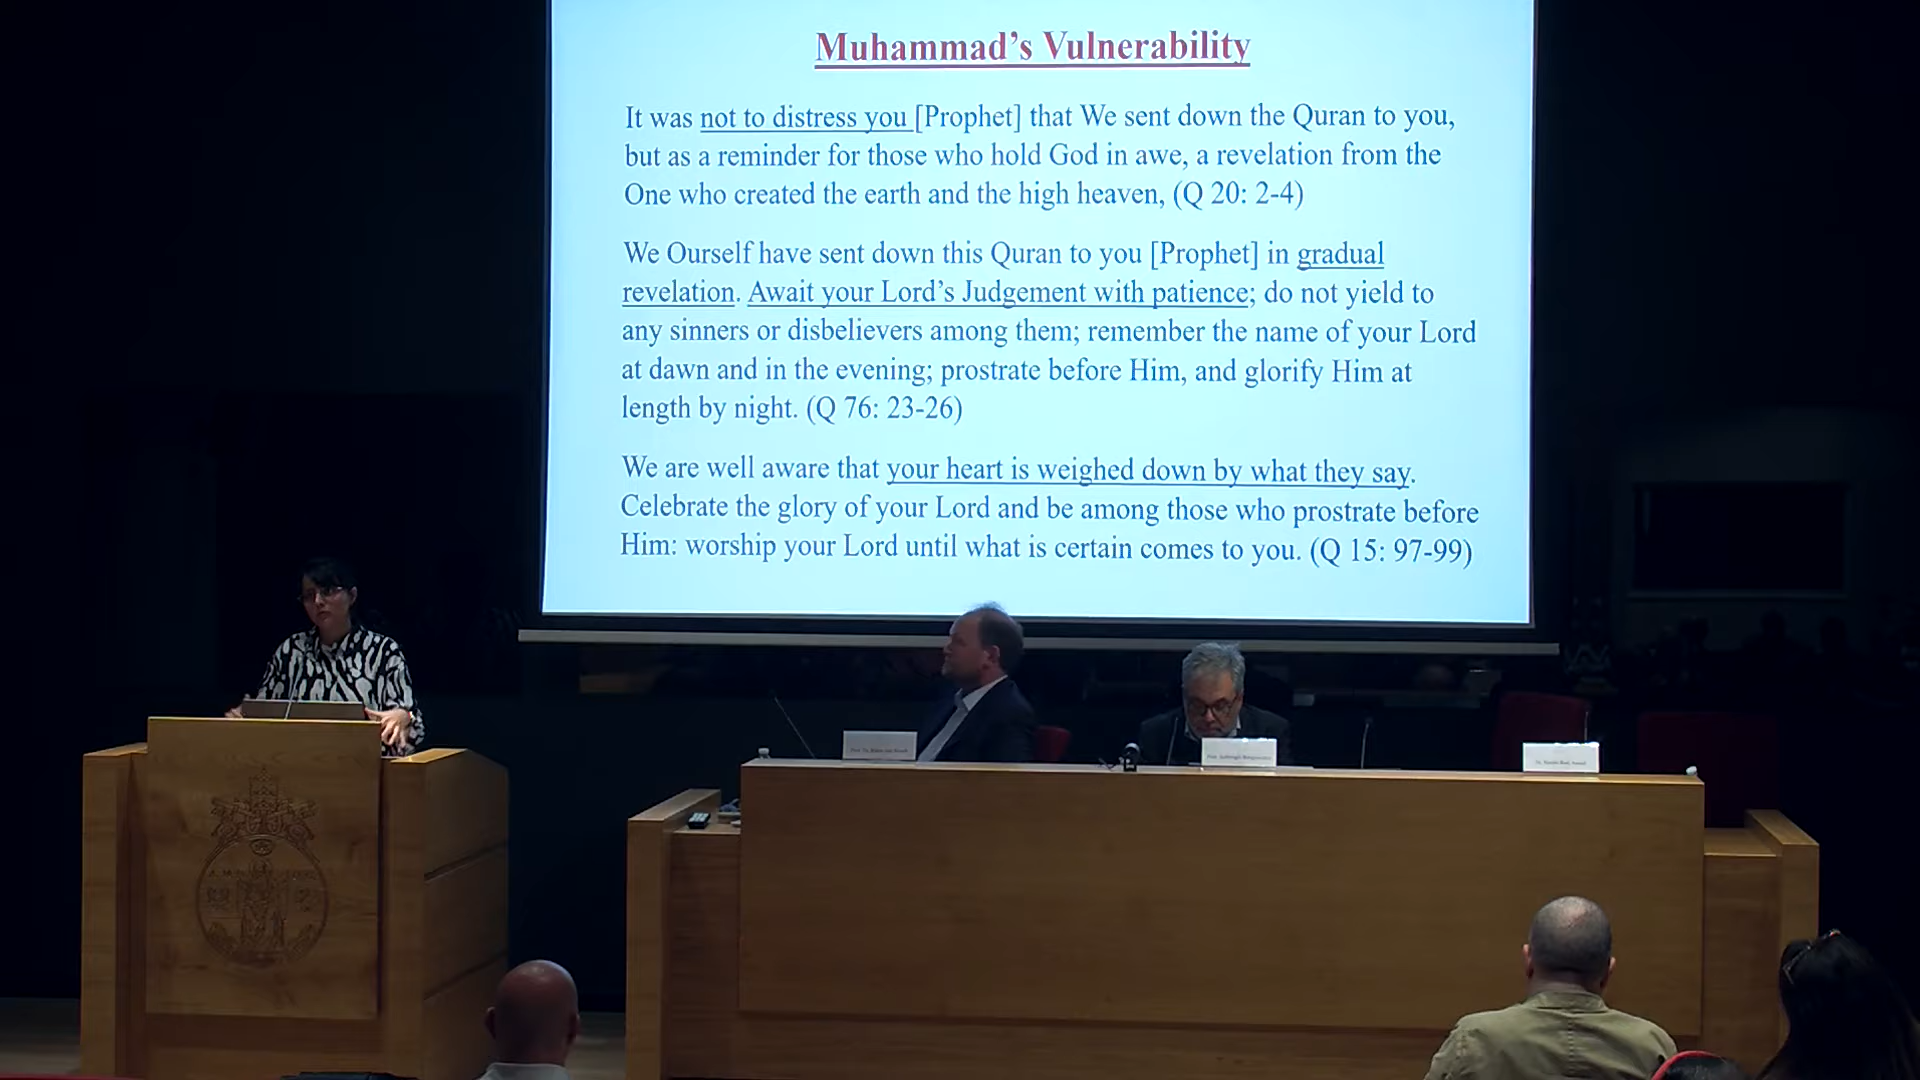 Muhammad’s Vulnerability
It was not to distress you [Prophet] that We sent down the Quran to you,
but as a reminder for those who hold God in awe, a revelation from the
One who created the earth and the high heaven, (Q 20: 2-4)
We Ourself have sent down this Quran to you [Prophet] in gradual
revelation. Await your Lord’s Judgement with patience; do not yield to
any sinners or disbelievers among them; remember the name of your Lord
at dawn and in the evening; prostrate before Him, and glorify Him at
length by night. (Q 76: 23-26)
We are well aware that your heart is weighed down by what they say.
Celebrate the glory of your Lord and be among those who prostrate before
Him: worship your Lord until what is certain comes to you. (Q 15: 97-99)